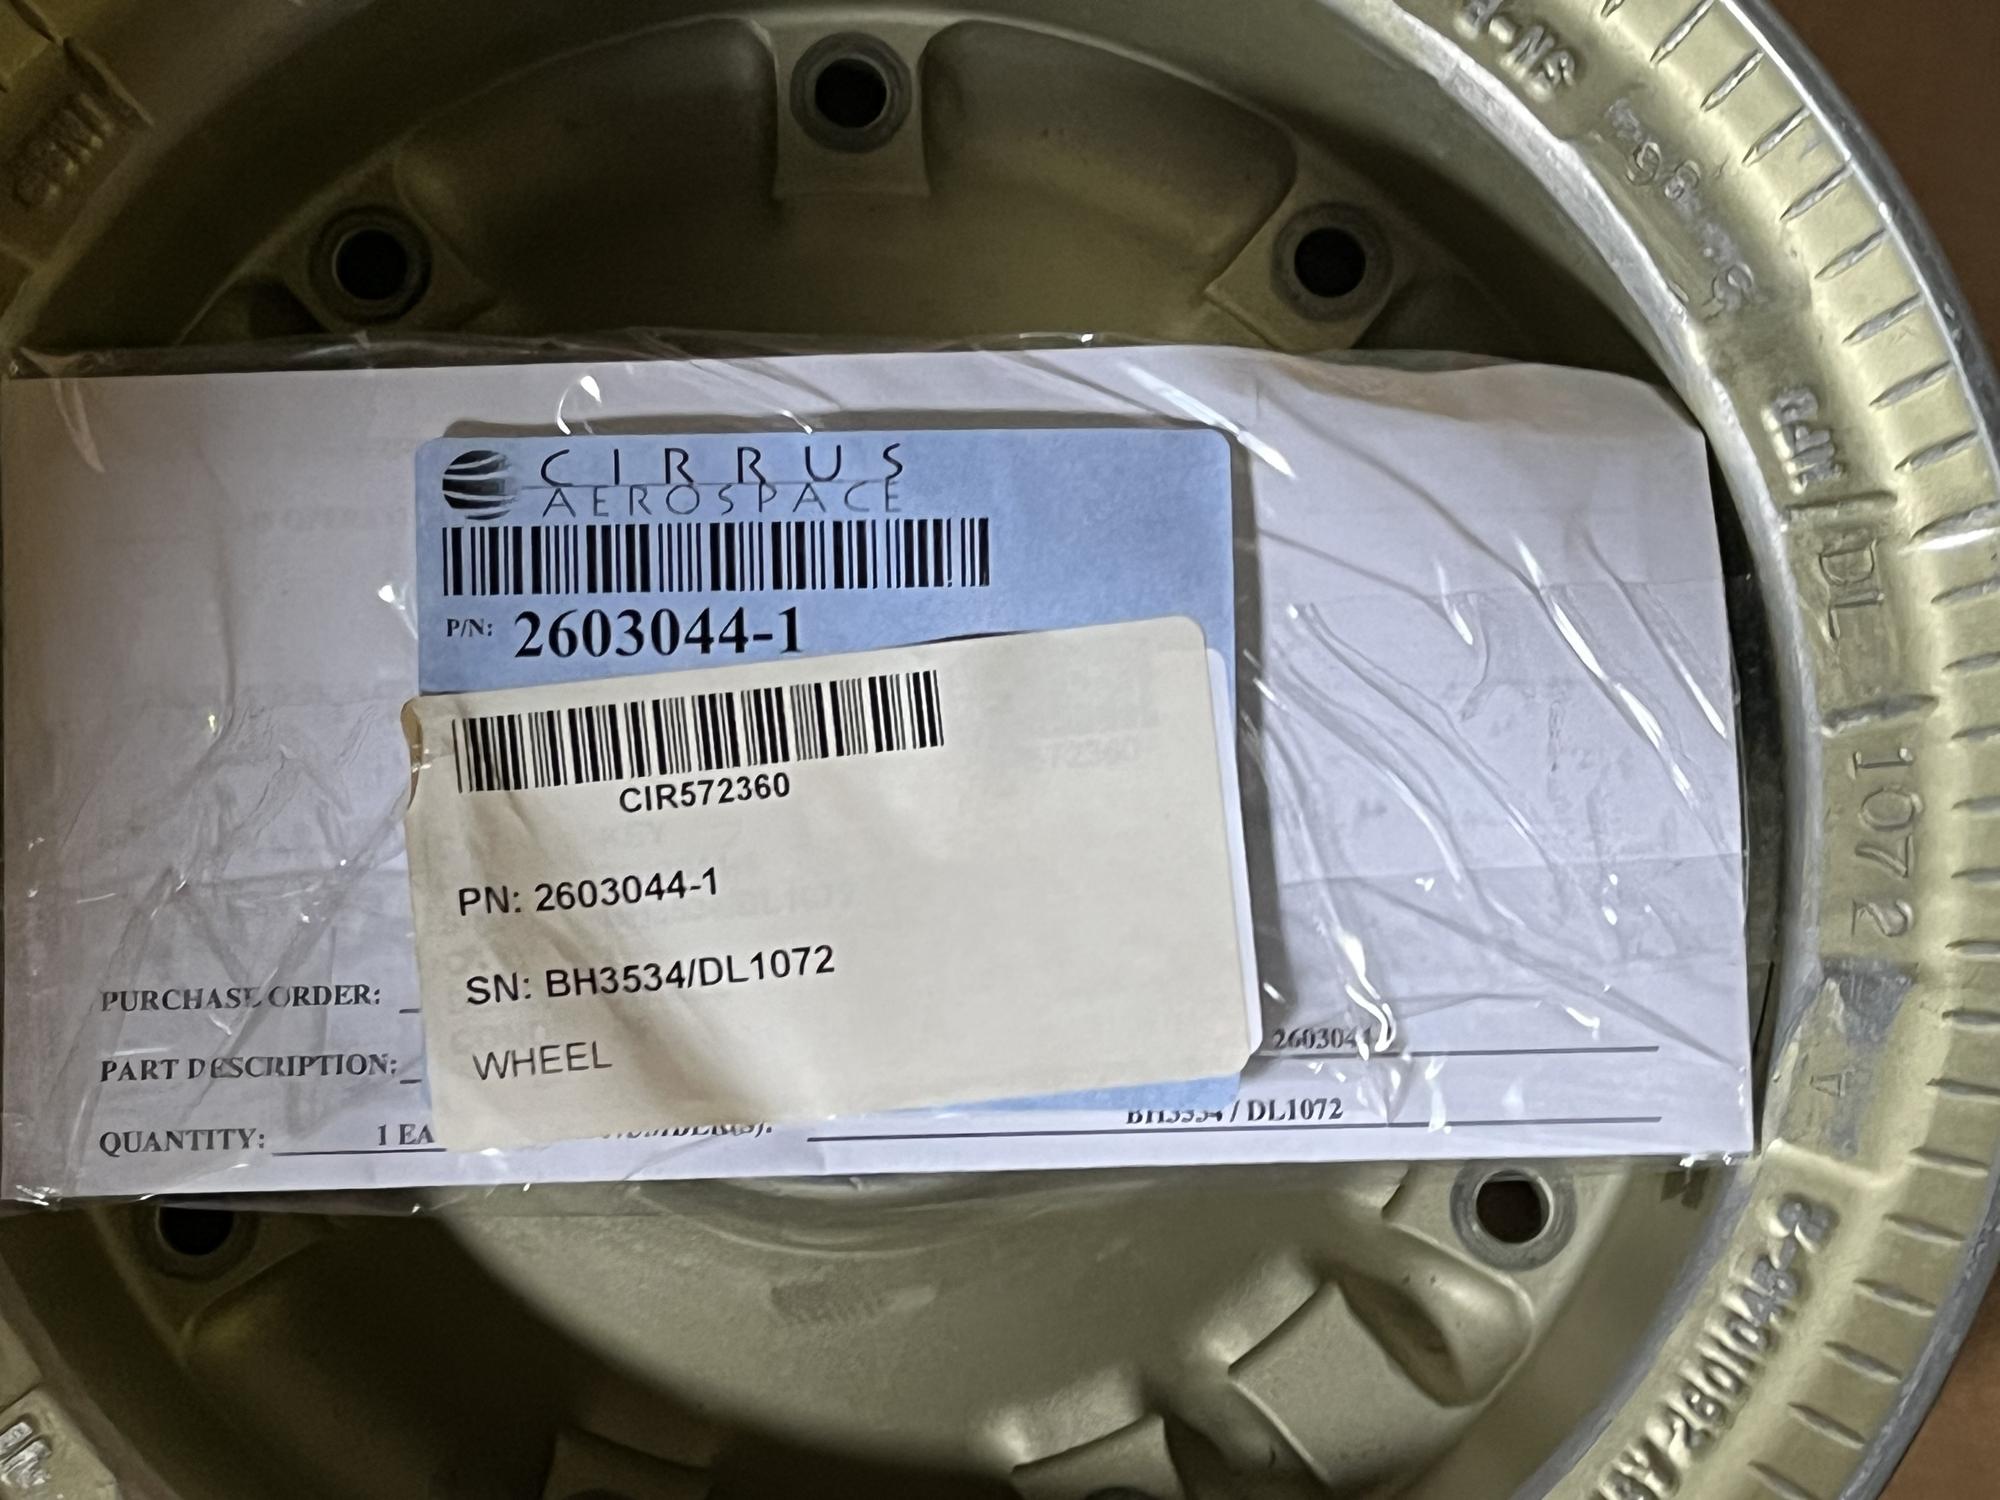 CIRRUS
AEROSPACE
P/N: 2603044-1
CIR572360
PN: 2603044-1
SN: BH3534/DL1072
WHEEL
PURCHASE ORDER:
PART DESCRIPTION:
2603044
QUANTITY: 1 EA
BH3534 / DL1072
DL 1072
A